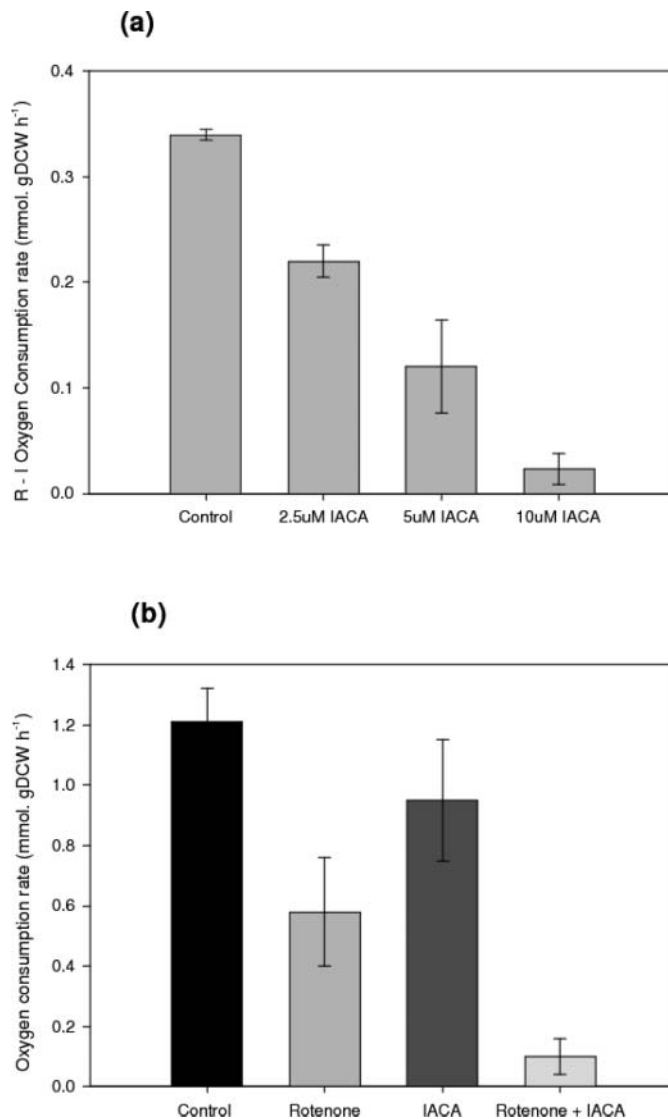 (a)
R - I Oxygen Consumption rate (mmol. gDCW h⁻¹)
0.4
0.3
0.2
0.1
0.0
Control 2.5uM IACA 5uM IACA 10uM IACA
(b)
Oxygen consumption rate (mmol. gDCW h⁻¹)
1.4
1.2
1.0
0.8
0.6
0.4
0.2
0.0
Control Rotenone IACA Rotenone + IACA